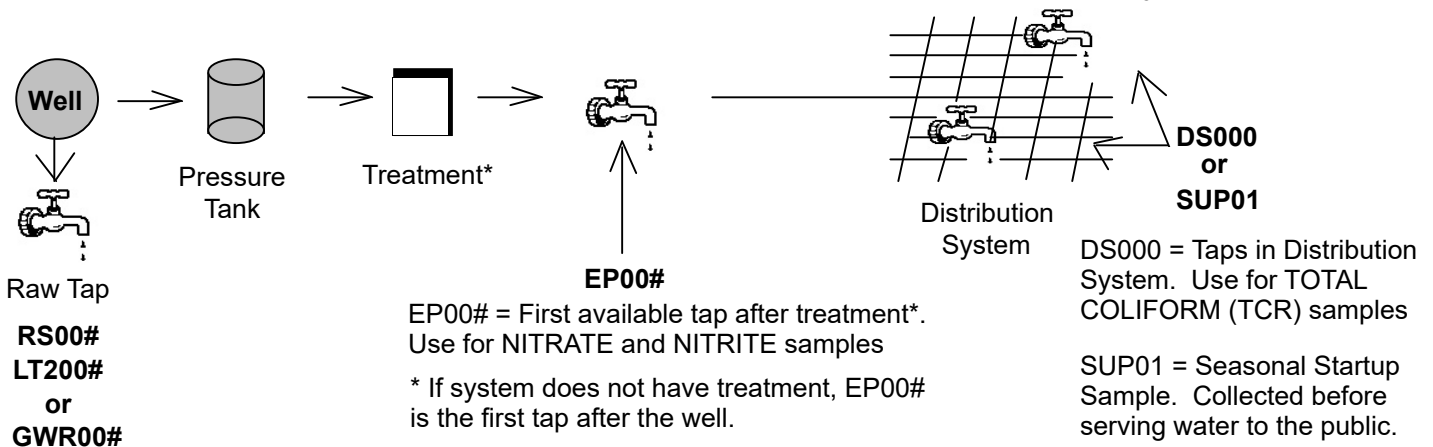 Well
Pressure
Tank
Treatment*
Raw Tap
RS00#
LT200#
or
GWR00#
EP00#
EP00# = First available tap after treatment*.
Use for NITRATE and NITRITE samples
* If system does not have treatment, EP00#
is the first tap after the well.
Distribution
System
DS000
or
SUP01
DS000 = Taps in Distribution
System. Use for TOTAL
COLIFORM (TCR) samples
SUP01 = Seasonal Startup
Sample. Collected before
serving water to the public.